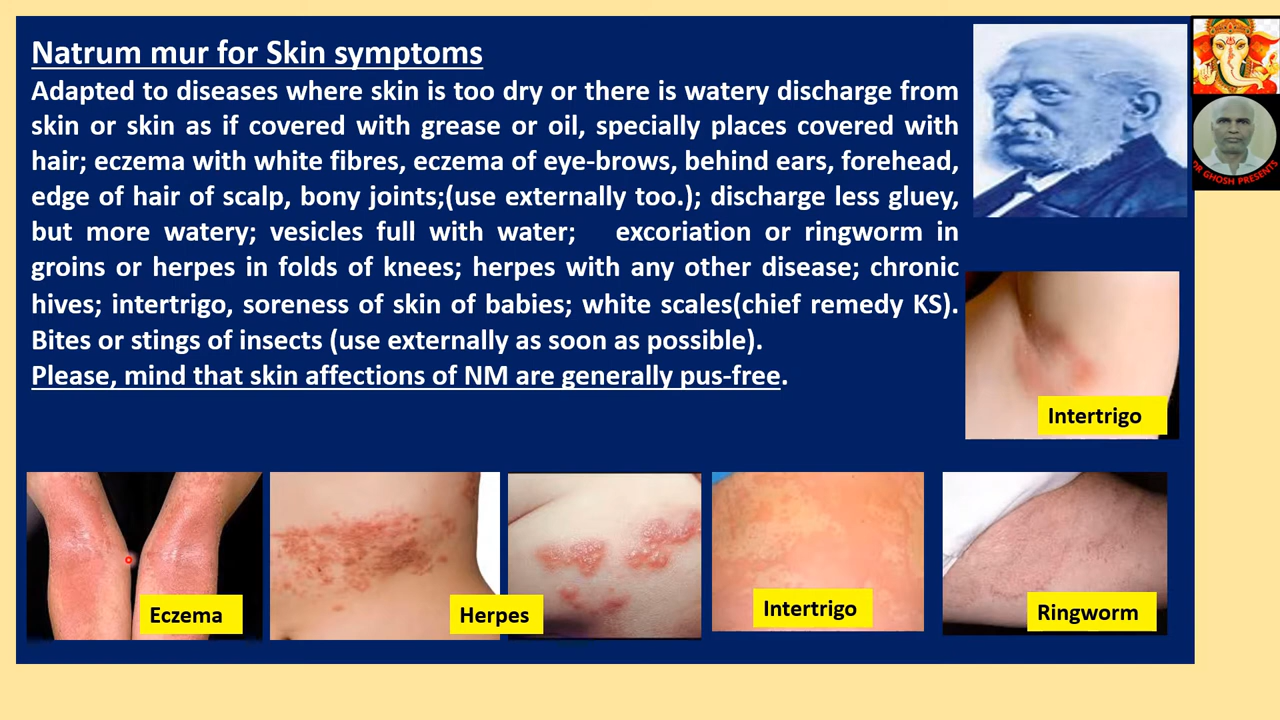 Natrum mur for Skin symptoms
Adapted to diseases where skin is too dry or there is watery discharge from
skin or skin as if covered with grease or oil, specially places covered with
hair; eczema with white fibres, eczema of eye-brows, behind ears, forehead,
edge of hair of scalp, bony joints;(use externally too.); discharge less gluey,
but more watery; vesicles full with water; excoriation or ringworm in
groins or herpes in folds of knees; herpes with any other disease; chronic
hives; intertrigo, soreness of skin of babies; white scales(chief remedy KS).
Bites or stings of insects (use externally as soon as possible).
Please, mind that skin affections of NM are generally pus-free.
DR GHOSH PRESENTS
Intertrigo
Eczema
Herpes
Intertrigo
Ringworm